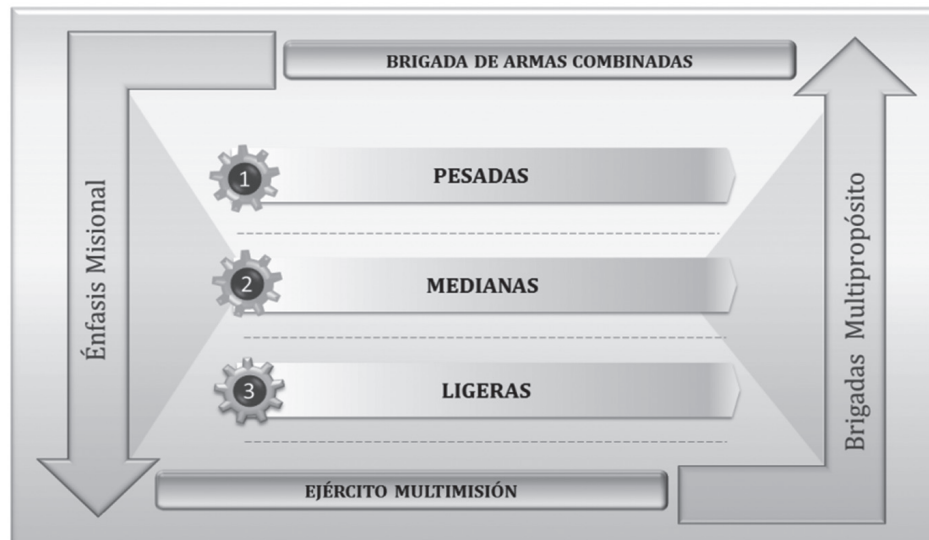 BRIGADA DE ARMAS COMBINADAS
Énfasis Misional
1 PESADAS
2 MEDIANAS
3 LIGERAS
Brigadas Multipropósito
EJÉRCITO MULTIMISIÓN